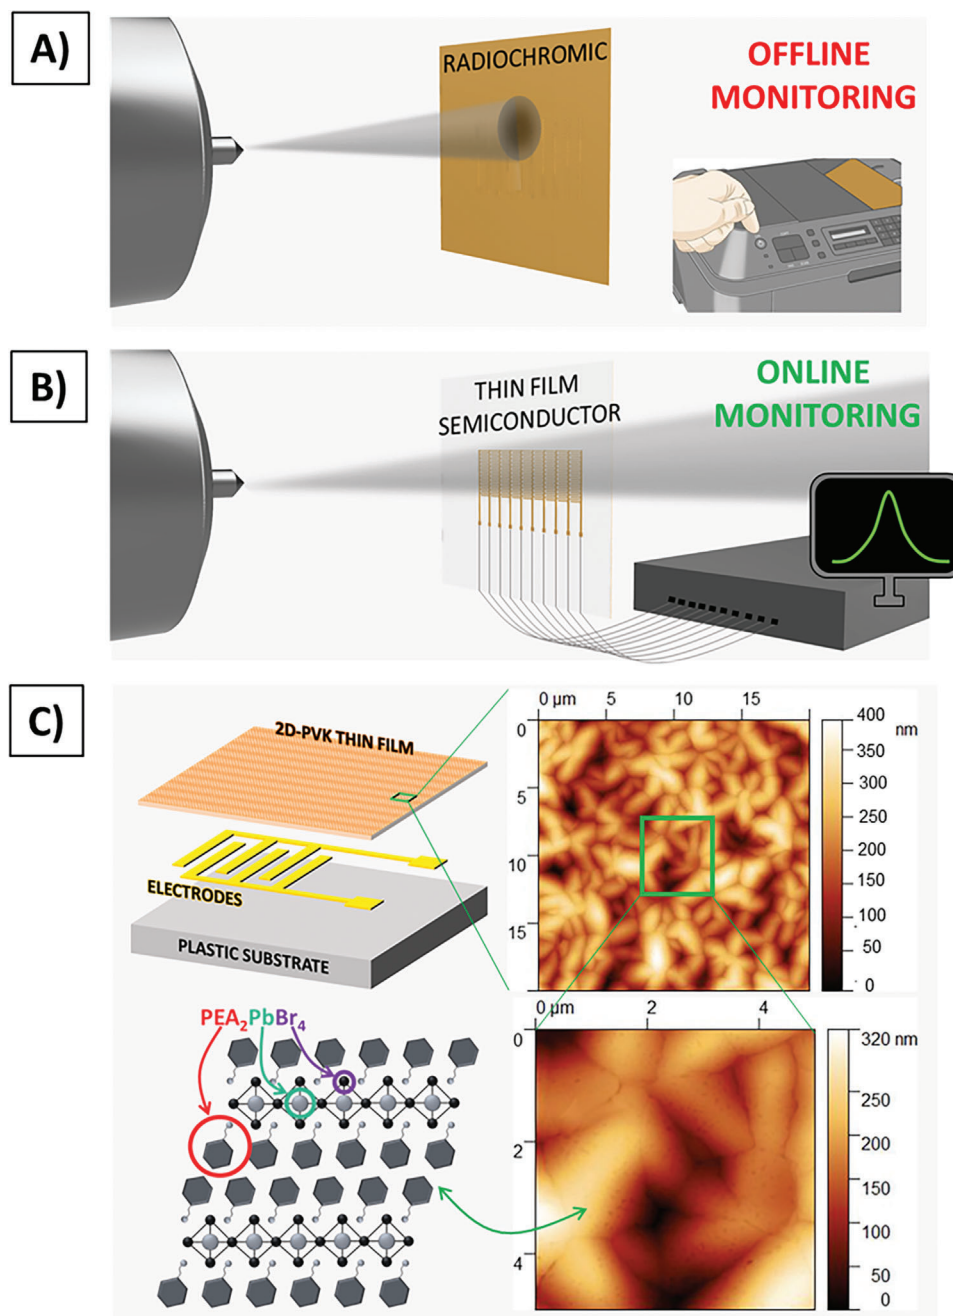 A)
RADIOCHROMIC
OFFLINE
MONITORING
B)
THIN FILM
SEMICONDUCTOR
ONLINE
MONITORING
C)
2D-PVK THIN FILM
ELECTRODES
PLASTIC SUBSTRATE
0 µm 5 10 15
0
5
10
15
400
nm
350
300
250
200
150
100
50
0
PEA₂PbBr₄
0 µm 2 4
0
2
4
320 nm
250
200
150
100
50
0